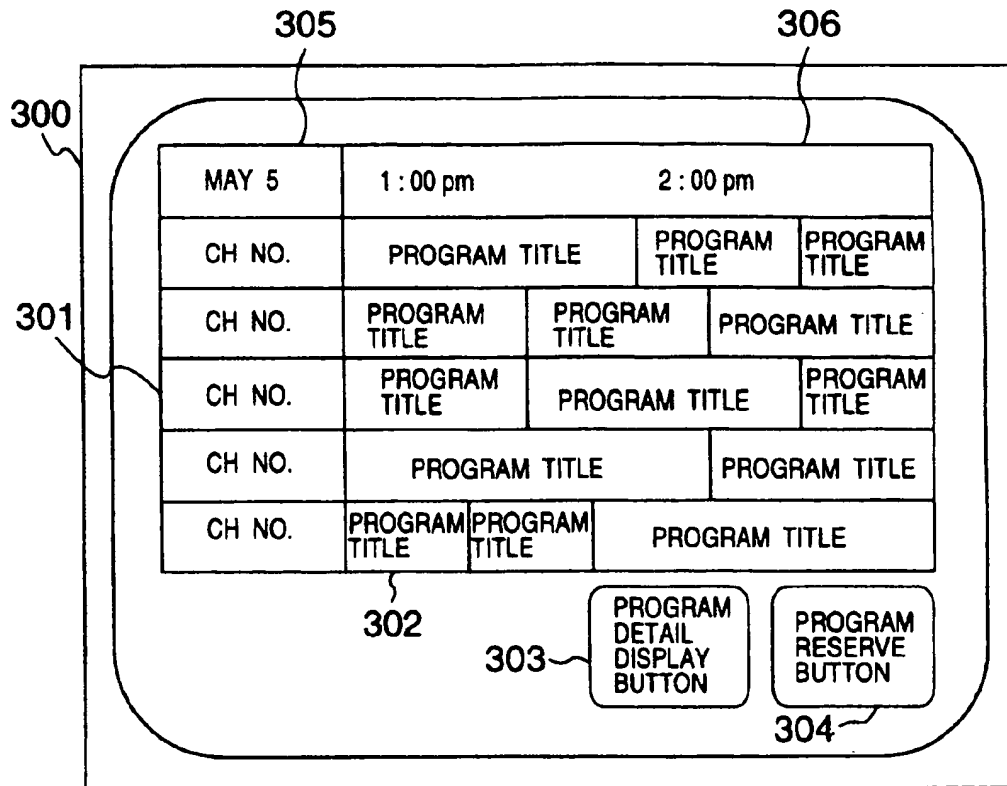 305 306
300
MAY 5 1 : 00 pm 2 : 00 pm
CH NO. PROGRAM TITLE PROGRAM TITLE PROGRAM TITLE
301
CH NO. PROGRAM TITLE PROGRAM TITLE PROGRAM TITLE
CH NO. PROGRAM TITLE PROGRAM TITLE PROGRAM TITLE
CH NO. PROGRAM TITLE PROGRAM TITLE
CH NO. PROGRAM TITLE PROGRAM TITLE PROGRAM TITLE
302
303
PROGRAM
DETAIL
DISPLAY
BUTTON
PROGRAM
RESERVE
BUTTON
304